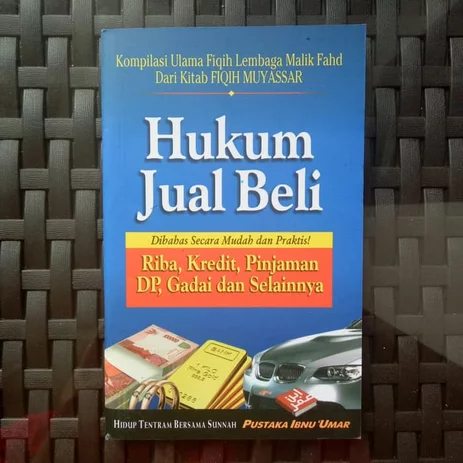 Kompilasi Ulama Fiqih Lembaga Malik Fahd
Dari Kitab FIQIH MUYASSAR
Hukum
Jual Beli
Dibahas Secara Mudah dan Praktis!
Riba, Kredit, Pinjaman
DP, Gadai dan Selainnya
HIDUP TENTRAM BERSAMA SUNNAH PUSTAKA IBNU 'UMAR